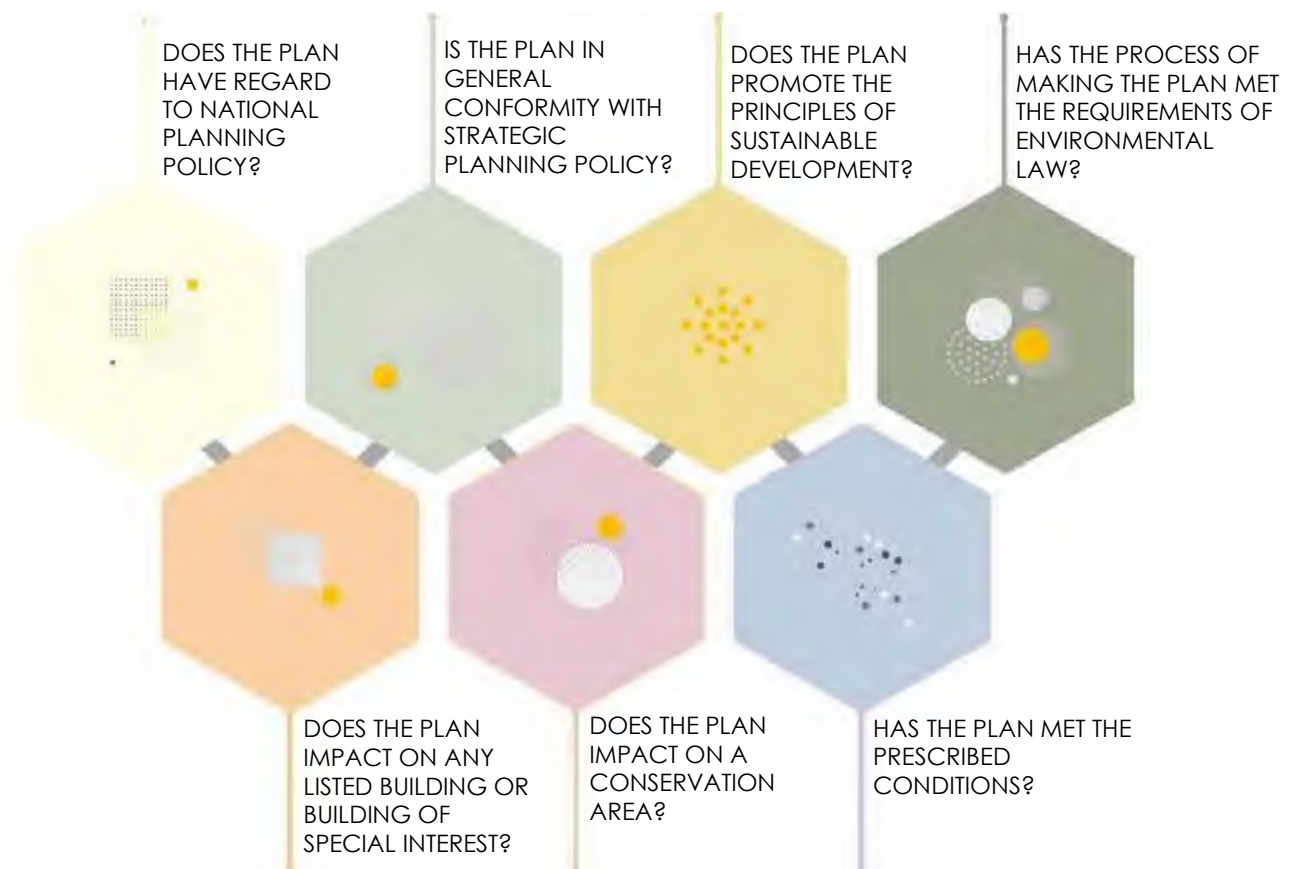 DOES THE PLAN
HAVE REGARD
TO NATIONAL
PLANNING
POLICY?
IS THE PLAN IN
GENERAL
CONFORMITY WITH
STRATEGIC
PLANNING POLICY?
DOES THE PLAN
PROMOTE THE
PRINCIPLES OF
SUSTAINABLE
DEVELOPMENT?
HAS THE PROCESS OF
MAKING THE PLAN MET
THE REQUIREMENTS OF
ENVIRONMENTAL
LAW?
DOES THE PLAN
IMPACT ON ANY
LISTED BUILDING OR
BUILDING OF
SPECIAL INTEREST?
DOES THE PLAN
IMPACT ON A
CONSERVATION
AREA?
HAS THE PLAN MET THE
PRESCRIBED
CONDITIONS?